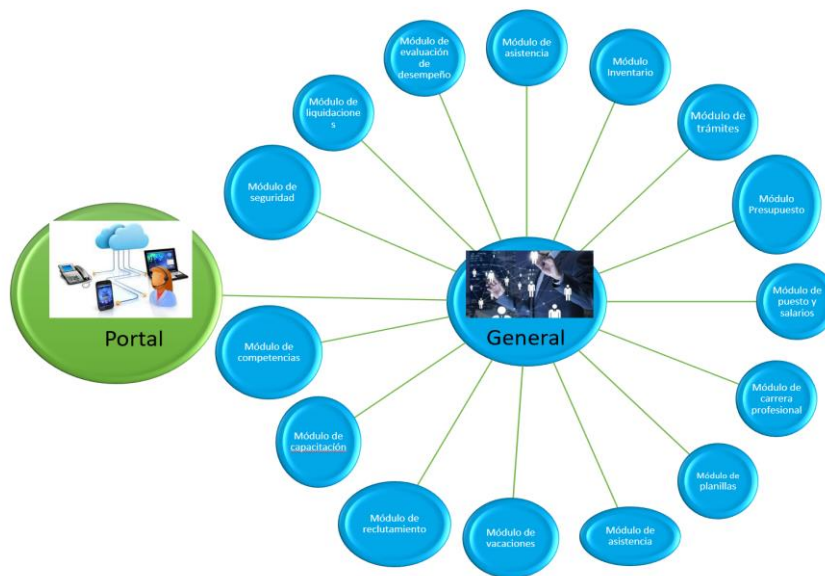 Módulo de
evaluación
de
desempeño
Módulo de
asistencia
Módulo
Inventario
Módulo de
liquidacione
s
Módulo de
trámites
Módulo de
seguridad
Módulo
Presupuesto
Portal
General
Módulo de
puesto y
salarios
Módulo de
competencias
Módulo de
carrera
profesional
Módulo de
capacitación
Módulo de
planillas
Módulo de
reclutamiento
Módulo de
vacaciones
Módulo de
asistencia